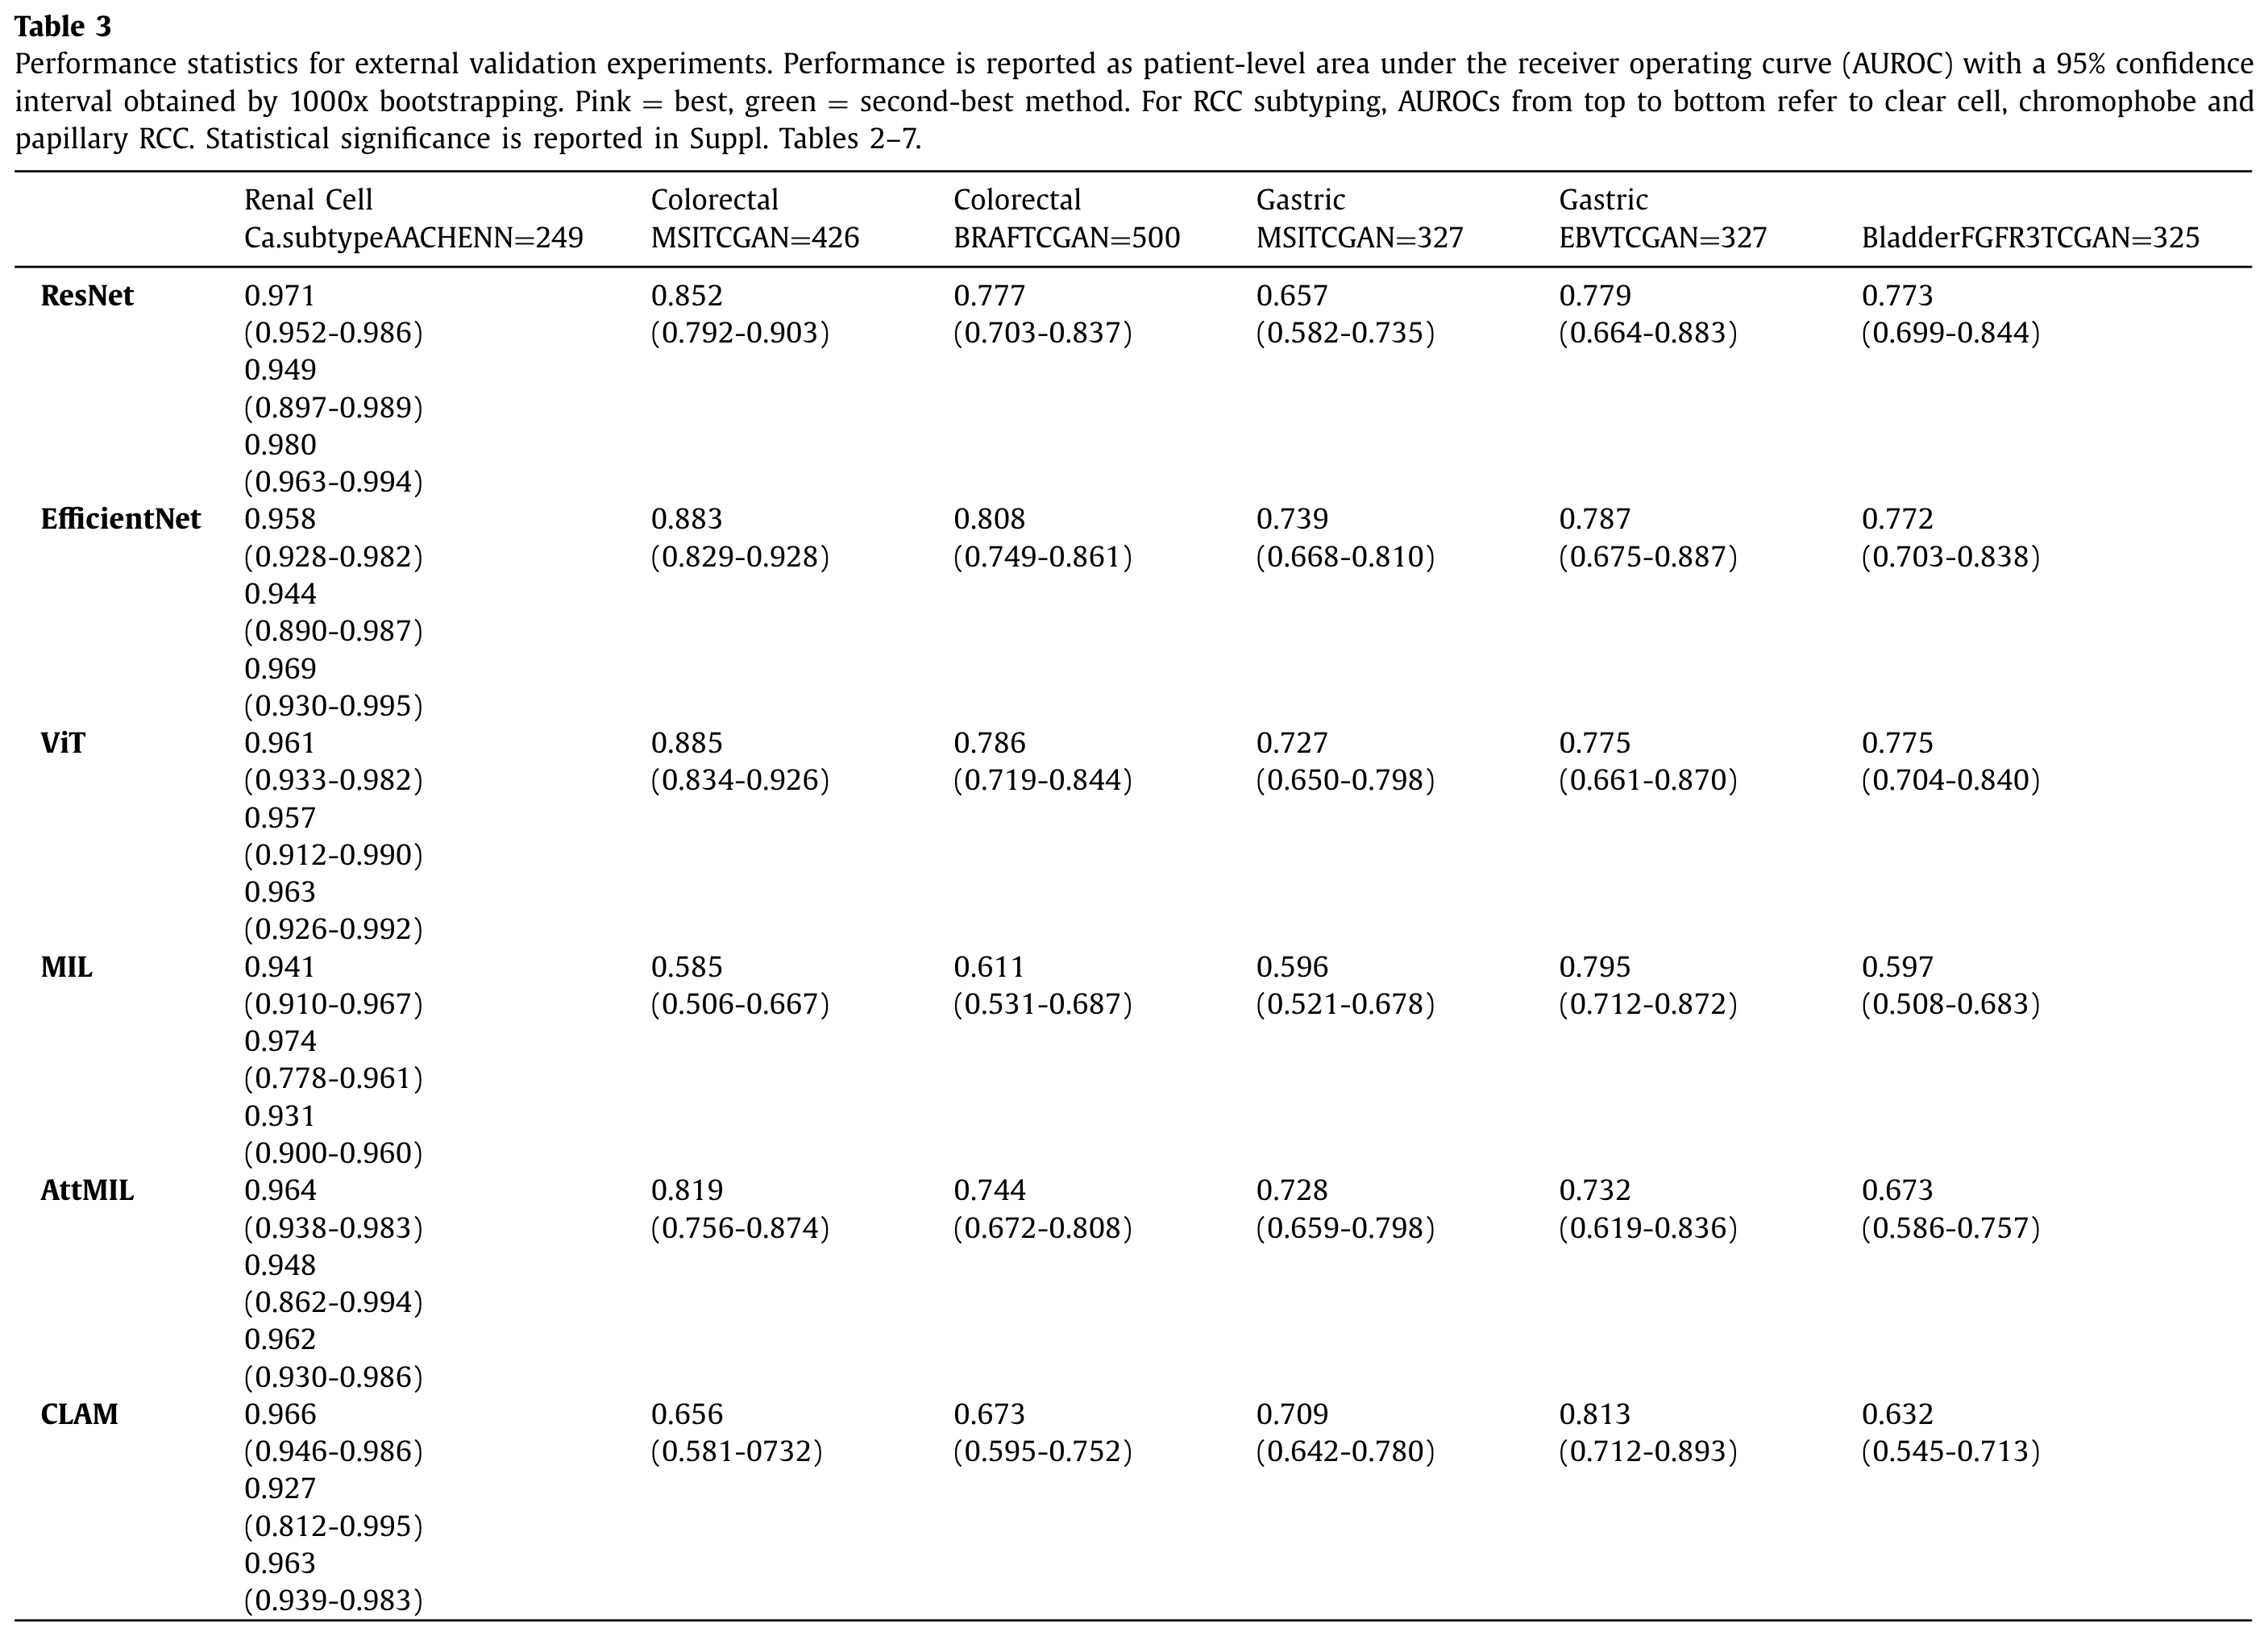 Table 3
Performance statistics for external validation experiments. Performance is reported as patient-level area under the receiver operating curve (AUROC) with a 95% confidence
interval obtained by 1000x bootstrapping. Pink = best, green = second-best method. For RCC subtyping, AUROCs from top to bottom refer to clear cell, chromophobe and
papillary RCC. Statistical significance is reported in Suppl. Tables 2–7.
Renal Cell Colorectal Colorectal Gastric Gastric
Ca.subtypeAACHENN=249 MSITCGAN=426 BRAFTCGAN=500 MSITCGAN=327 EBVTCGAN=327 BladderFGFR3TCGAN=325
ResNet 0.971 0.852 0.777 0.657 0.779 0.773
(0.952-0.986) (0.792-0.903) (0.703-0.837) (0.582-0.735) (0.664-0.883) (0.699-0.844)
0.949
(0.897-0.989)
0.980
(0.963-0.994)
EfficientNet 0.958 0.883 0.808 0.739 0.787 0.772
(0.928-0.982) (0.829-0.928) (0.749-0.861) (0.668-0.810) (0.675-0.887) (0.703-0.838)
0.944
(0.890-0.987)
0.969
(0.930-0.995)
ViT 0.961 0.885 0.786 0.727 0.775 0.775
(0.933-0.982) (0.834-0.926) (0.719-0.844) (0.650-0.798) (0.661-0.870) (0.704-0.840)
0.957
(0.912-0.990)
0.963
(0.926-0.992)
MIL 0.941 0.585 0.611 0.596 0.795 0.597
(0.910-0.967) (0.506-0.667) (0.531-0.687) (0.521-0.678) (0.712-0.872) (0.508-0.683)
0.974
(0.778-0.961)
0.931
(0.900-0.960)
AttMIL 0.964 0.819 0.744 0.728 0.732 0.673
(0.938-0.983) (0.756-0.874) (0.672-0.808) (0.659-0.798) (0.619-0.836) (0.586-0.757)
0.948
(0.862-0.994)
0.962
(0.930-0.986)
CLAM 0.966 0.656 0.673 0.709 0.813 0.632
(0.946-0.986) (0.581-0732) (0.595-0.752) (0.642-0.780) (0.712-0.893) (0.545-0.713)
0.927
(0.812-0.995)
0.963
(0.939-0.983)